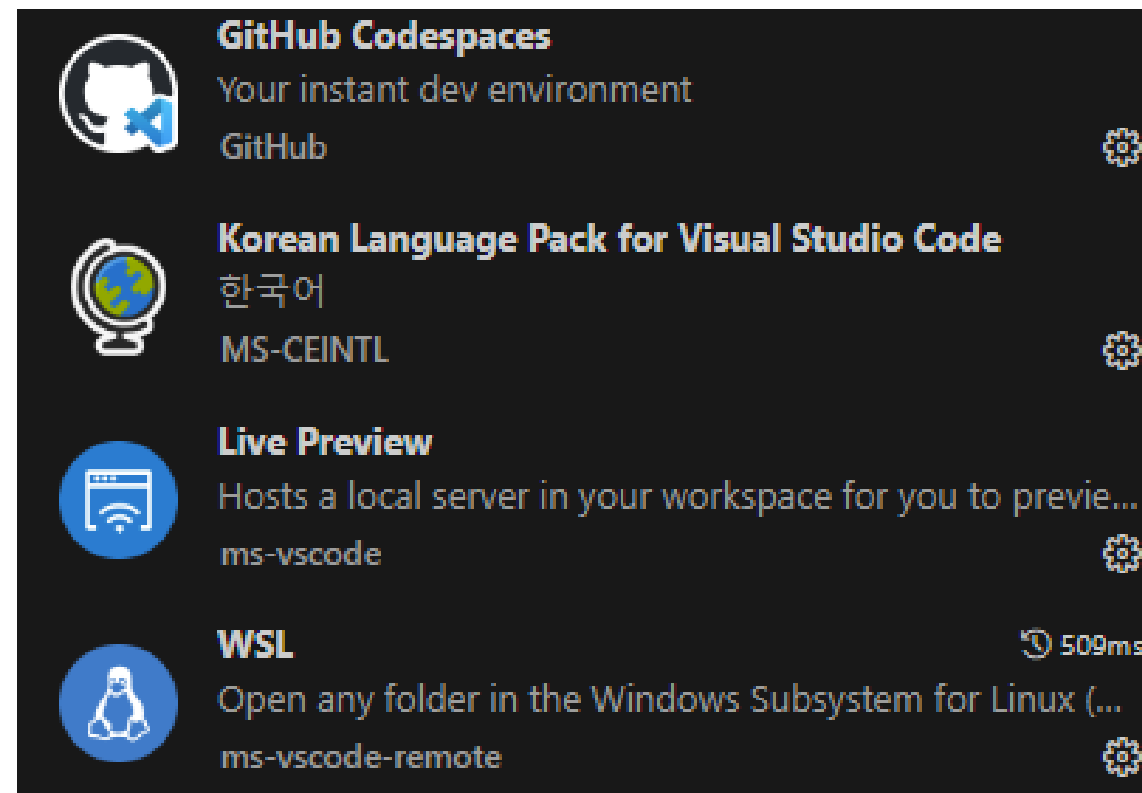 GitHub Codespaces
Your instant dev environment
GitHub
Korean Language Pack for Visual Studio Code
한국어
MS-CEINTL
Live Preview
Hosts a local server in your workspace for you to previe...
ms-vscode
WSL 509ms
Open any folder in the Windows Subsystem for Linux (...
ms-vscode-remote